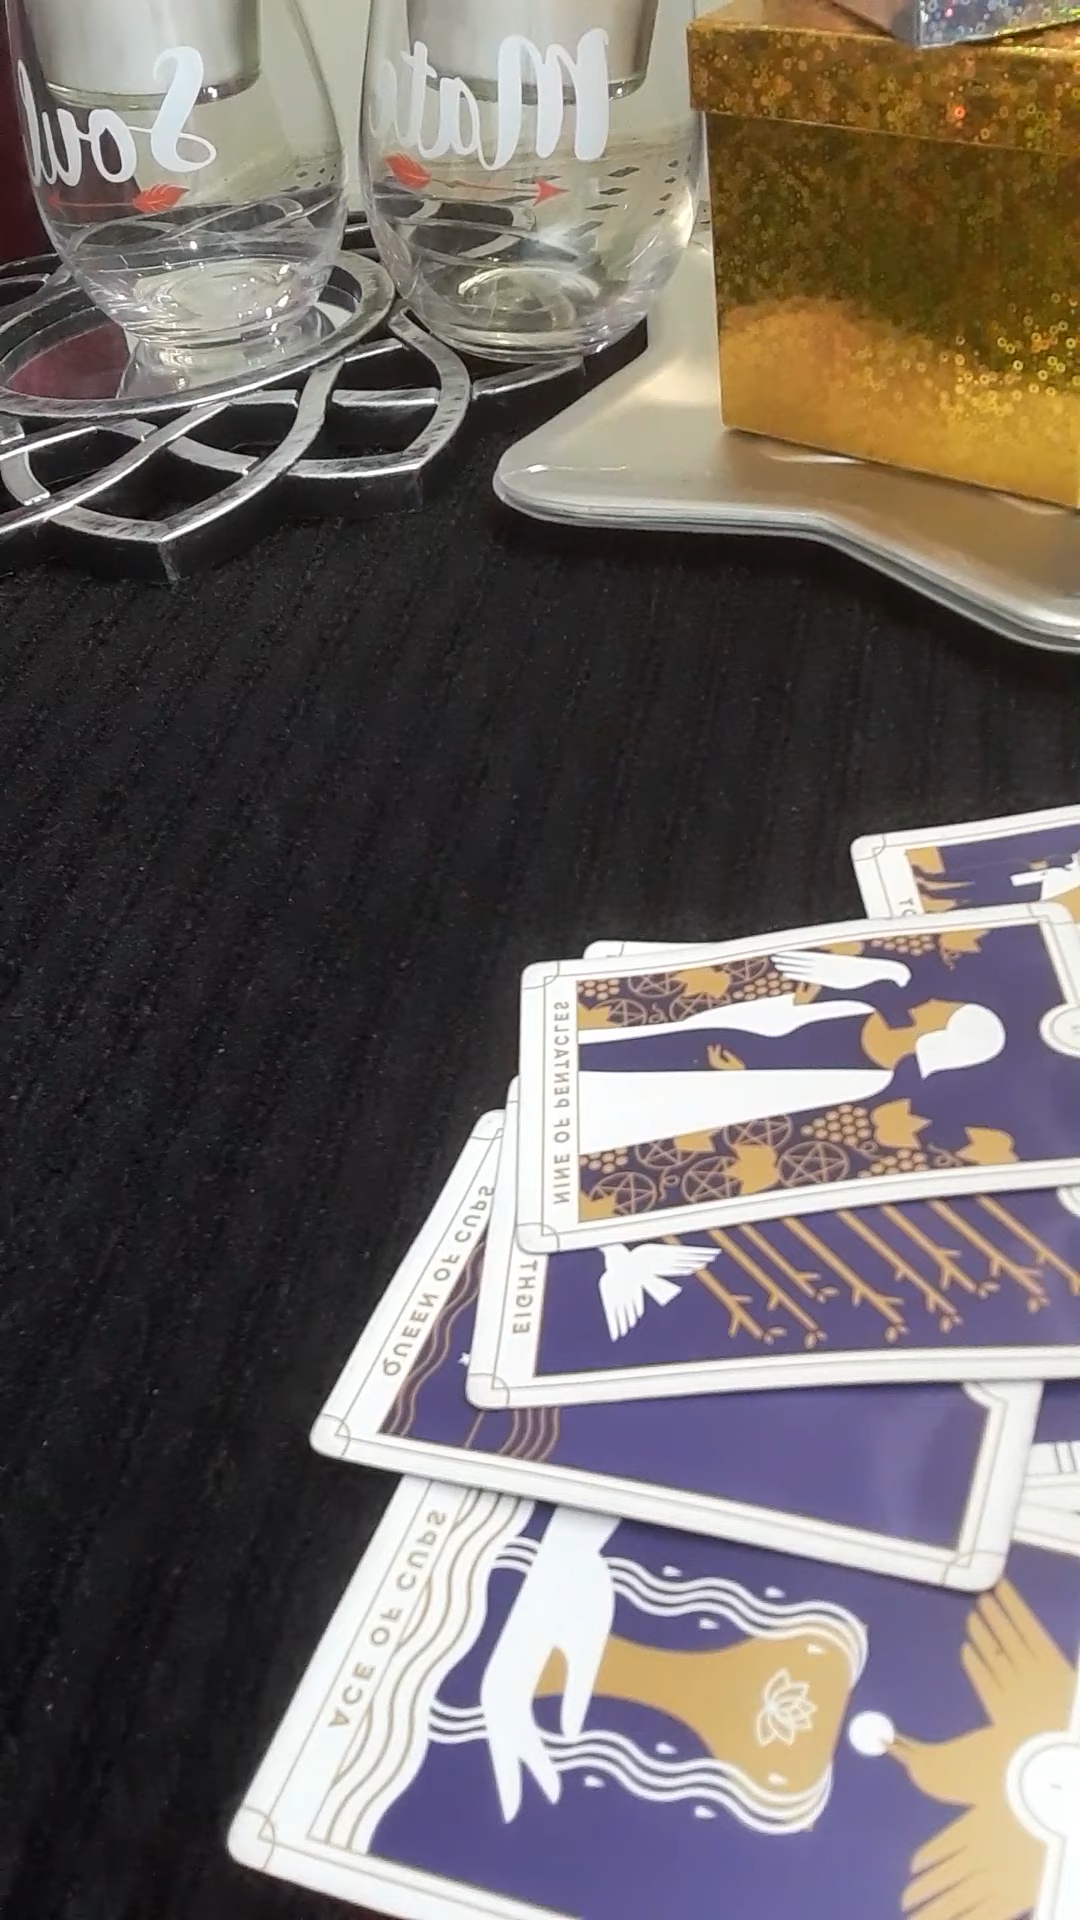 Soul
Mate
NINE OF PENTACLES
EIGHT
QUEEN OF CUPS
ACE OF CUPS